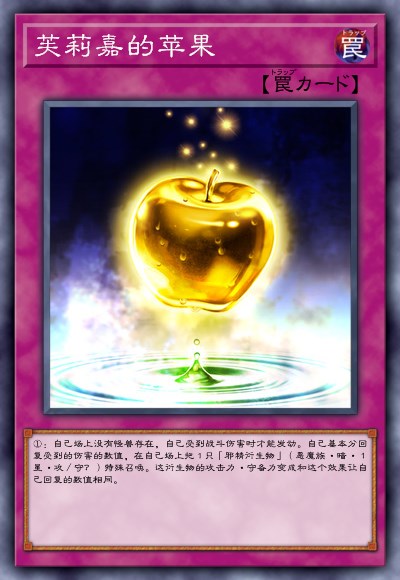 芙莉嘉的苹果
トラップ
罠
トラップ
【罠カード】
①：自己场上没有怪兽存在，自己受到战斗伤害时才能发动。自己基本分回
复受到的伤害的数值，在自己场上把1只「邪精衍生物」（恶魔族·暗·1
星·攻／守？）特殊召唤。这衍生物的攻击力·守备力变成和这个效果让自
己回复的数值相同。